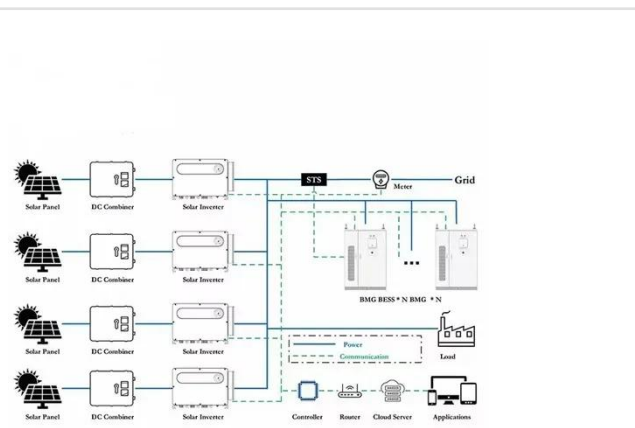 STS
Meter
Grid
Solar Panel DC Combiner Solar Inverter
Solar Panel DC Combiner Solar Inverter
BMG BESS * N BMG * N
Solar Panel DC Combiner Solar Inverter
Power
Communication
Load
Solar Panel DC Combiner Solar Inverter
Controller Router Cloud Server Applications